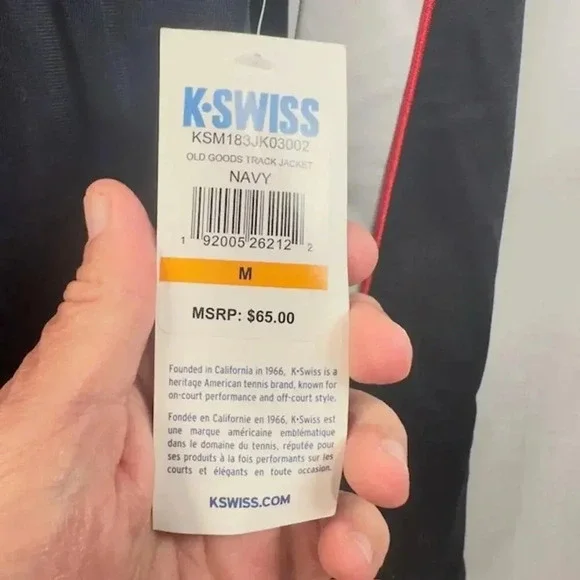 K•SWISS
KSM183JK03002
OLD GOODS TRACK JACKET
NAVY
1 92005 26212 2
M
MSRP: $65.00
Founded in California in 1966, K•Swiss is a
heritage American tennis brand, known for
on-court performance and off-court style.
Fondée en Californie en 1966, K•Swiss est
une marque américaine emblématique
dans le domaine du tennis, réputée pour
ses produits à la fois performants sur les
courts et élégants en toute occasion.
KSWISS.COM